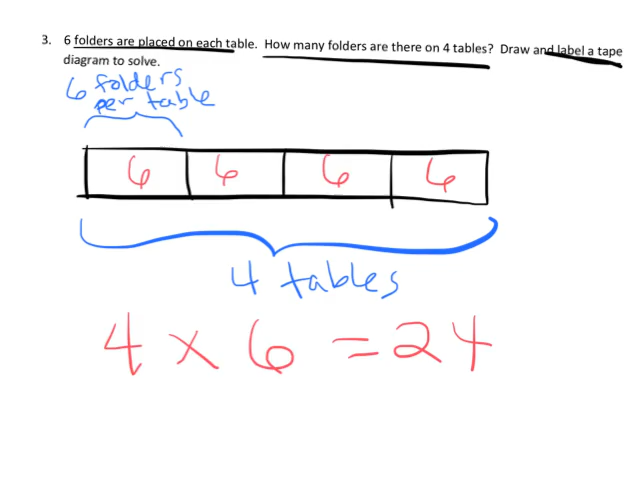 3. 6 folders are placed on each table. How many folders are there on 4 tables? Draw and label a tape
diagram to solve.
6 folders
per table
6 6 6 6
4 tables
4 × 6 = 24